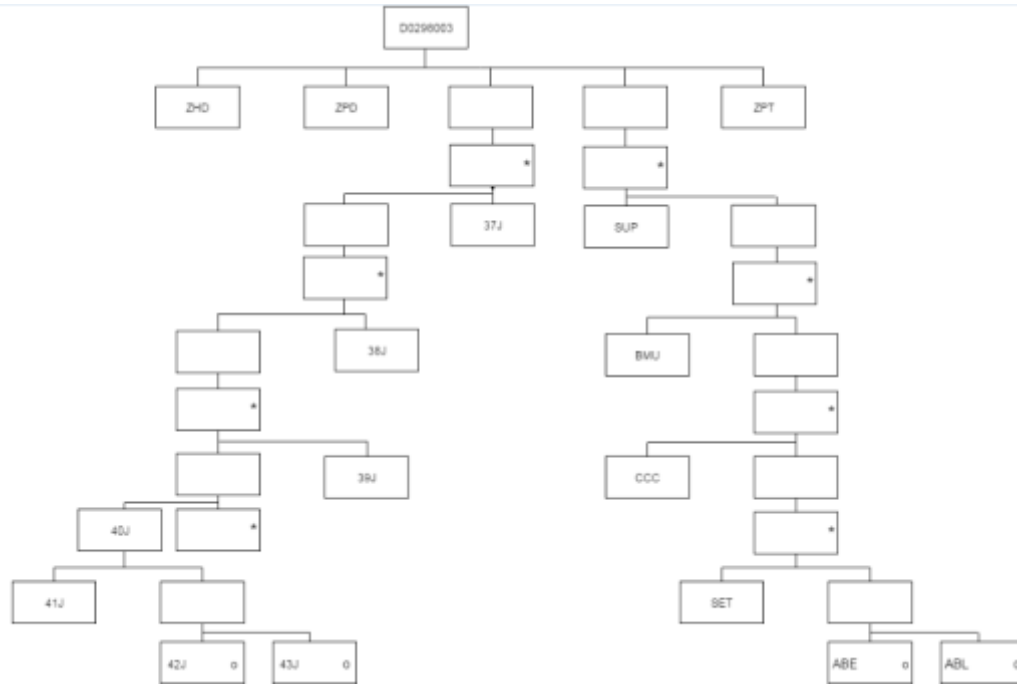 D0298003
ZHD
ZPD
ZPT
*
*
37J
SUP
*
*
38J
BMU
*
*
39J
CCC
40J
*
*
41J
SET
42J o
43J o
ABE o
ABL o